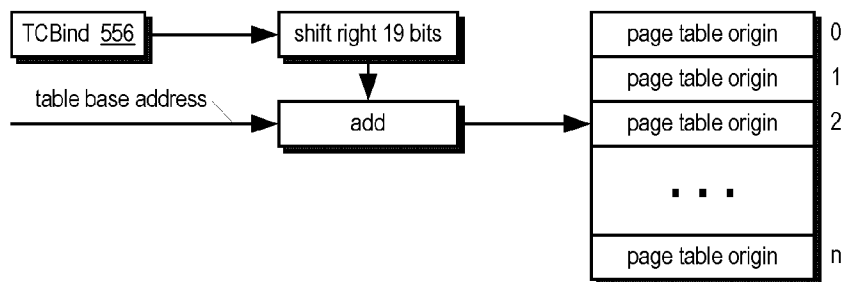 TCBind 556
shift right 19 bits
table base address
add
page table origin 0
page table origin 1
page table origin 2
. . .
page table origin n